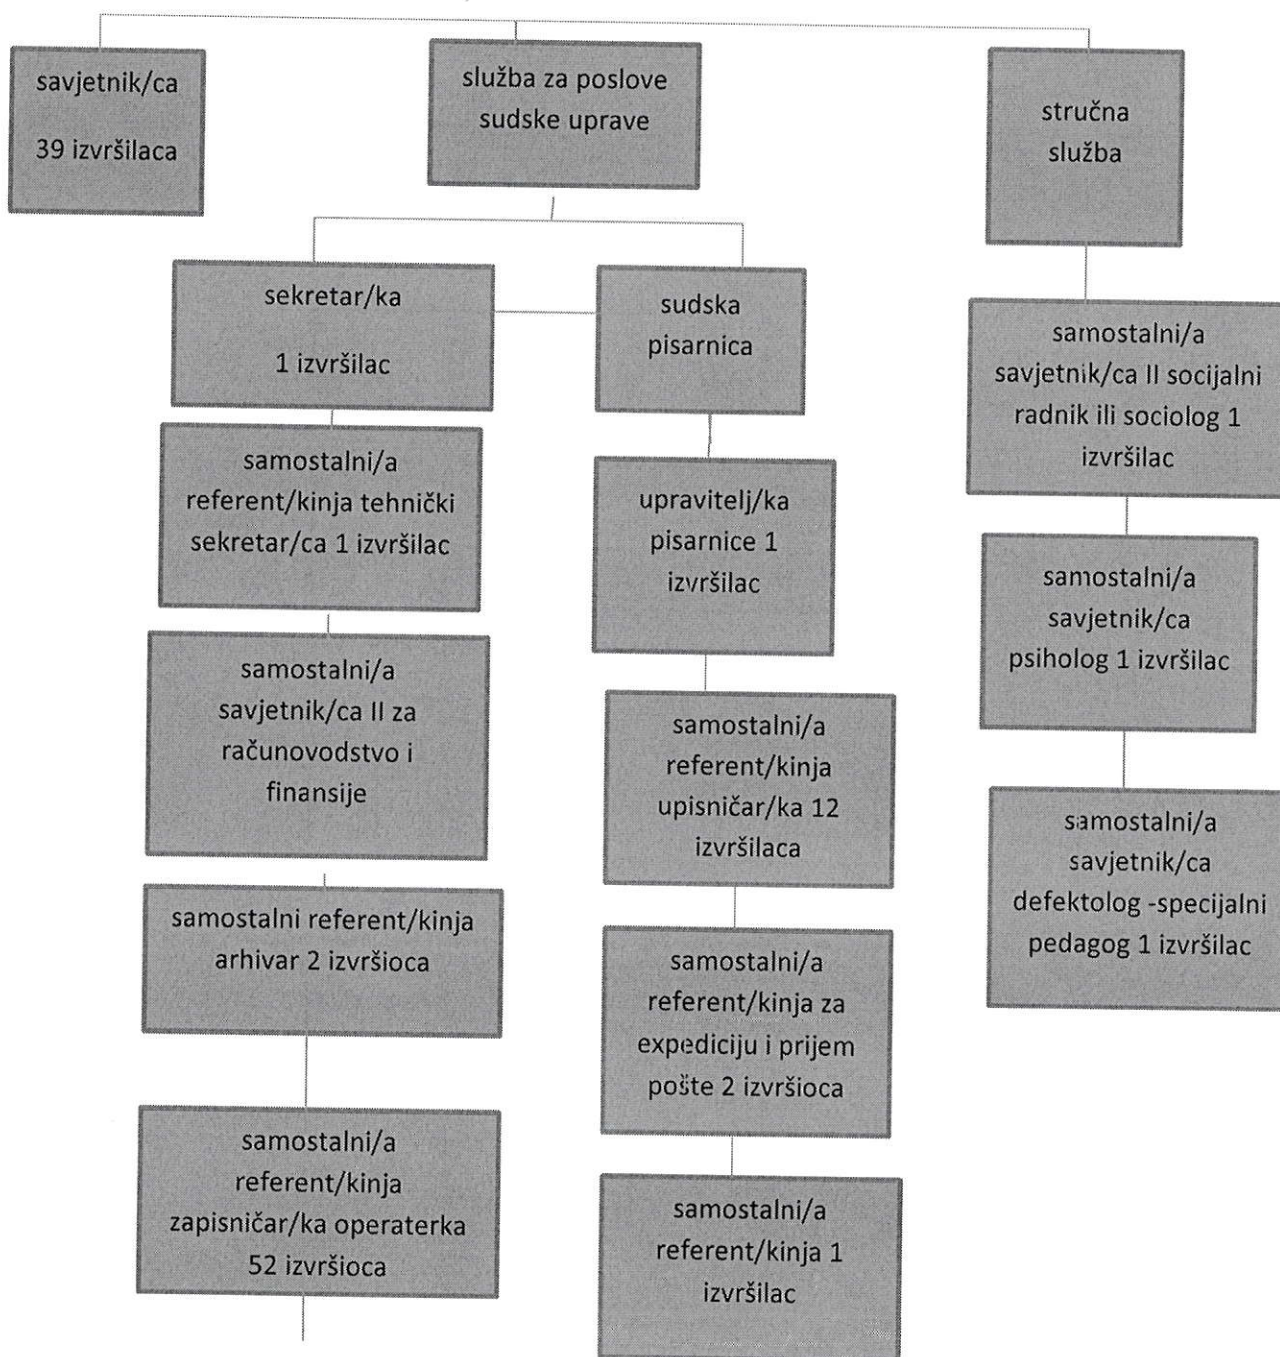 savjetnik/ca
39 izvršilaca
služba za poslove
sudske uprave
stručna
služba
sekretar/ka
1 izvršilac
sudska
pisarnica
samostalni/a
savjetnik/ca II socijalni
radnik ili sociolog 1
izvršilac
samostalni/a
referent/kinja tehnički
sekretar/ca 1 izvršilac
upravitelj/ka
pisarnice 1
izvršilac
samostalni/a
savjetnik/ca
psiholog 1 izvršilac
samostalni/a
savjetnik/ca II za
računovodstvo i
finansije
samostalni/a
referent/kinja
upisničar/ka 12
izvršilaca
samostalni/a
savjetnik/ca
defektolog -specijalni
pedagog 1 izvršilac
samostalni referent/kinja
arhivar 2 izvršioca
samostalni/a
referent/kinja za
expediciju i prijem
pošte 2 izvršioca
samostalni/a
referent/kinja
zapisničar/ka operaterka
52 izvršioca
samostalni/a
referent/kinja 1
izvršilac